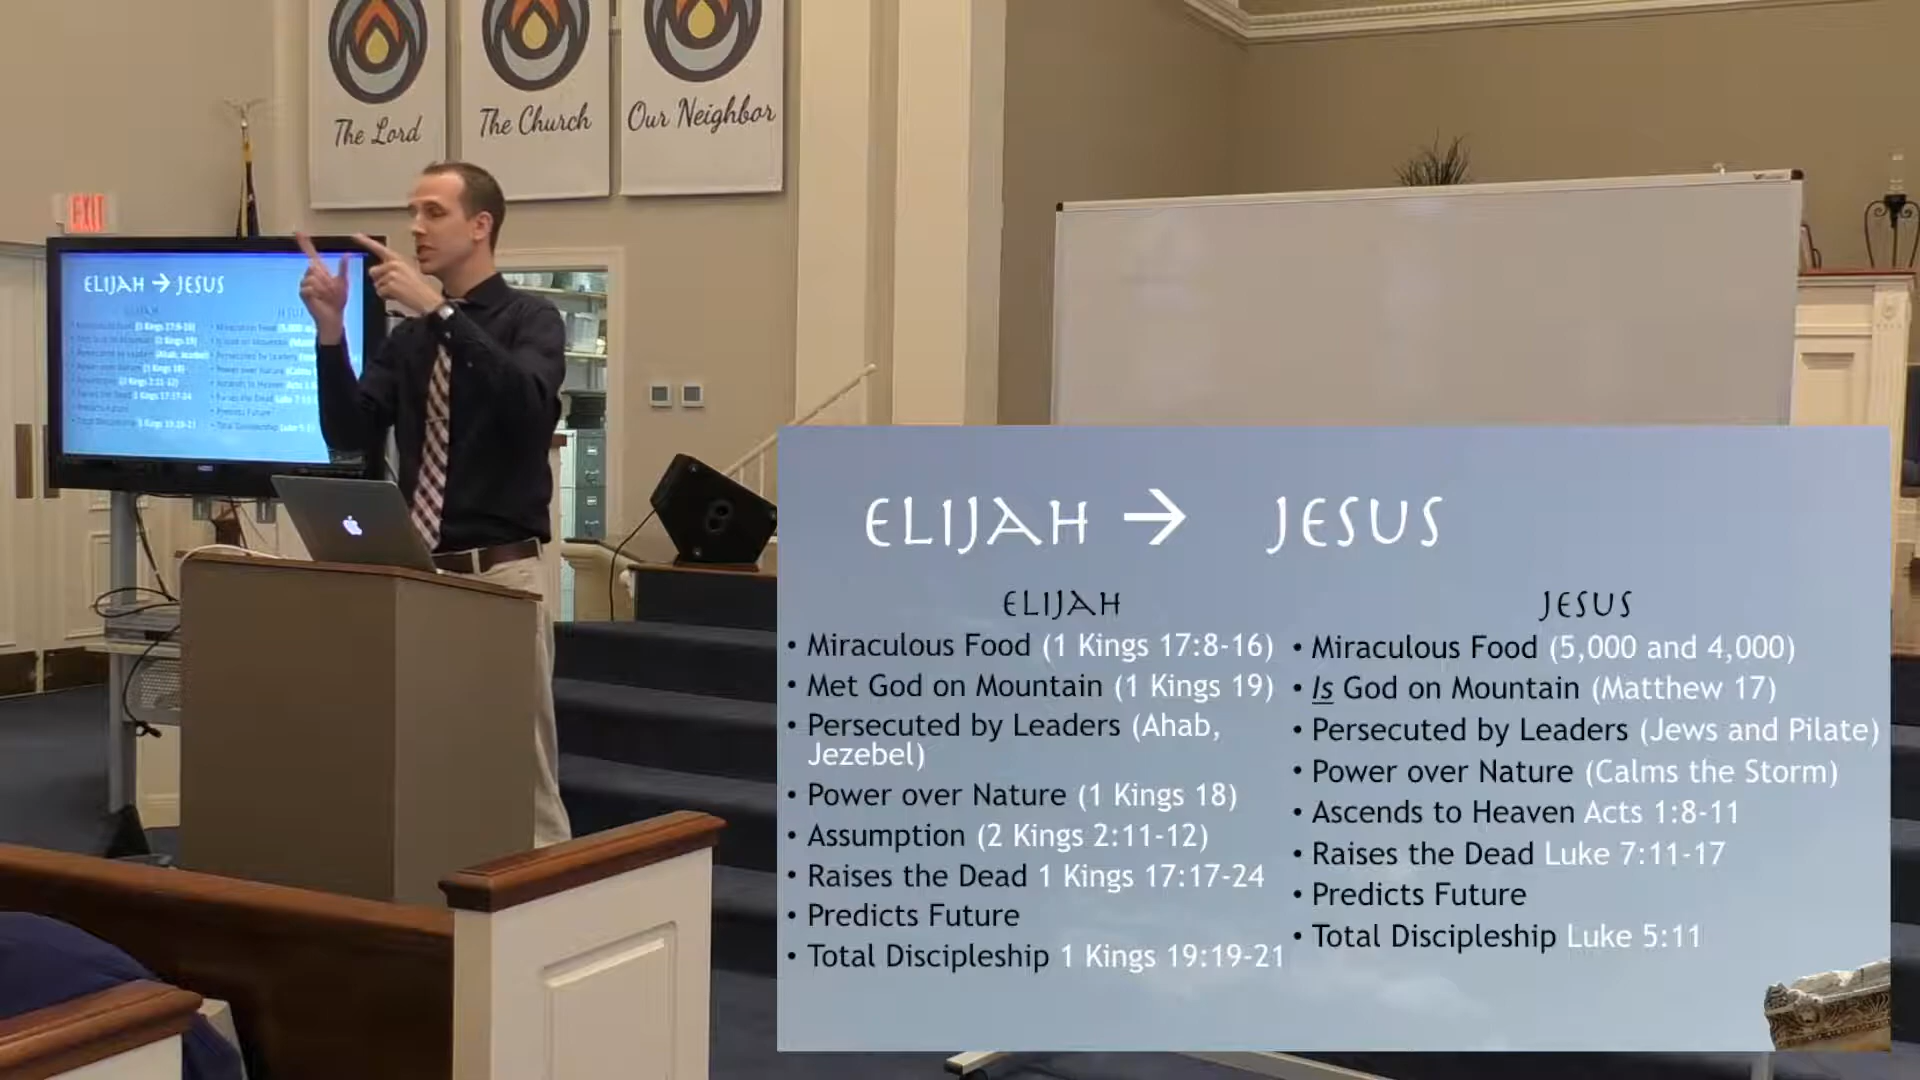 The Lord
The Church
Our Neighbor
EXIT
ELIJAH → JESUS
ELIJAH → JESUS
ELIJAH
• Miraculous Food (1 Kings 17:8-16)
• Met God on Mountain (1 Kings 19)
• Persecuted by Leaders (Ahab,
Jezebel)
• Power over Nature (1 Kings 18)
• Assumption (2 Kings 2:11-12)
• Raises the Dead 1 Kings 17:17-24
• Predicts Future
• Total Discipleship 1 Kings 19:19-21
JESUS
• Miraculous Food (5,000 and 4,000)
• Is God on Mountain (Matthew 17)
• Persecuted by Leaders (Jews and Pilate)
• Power over Nature (Calms the Storm)
• Ascends to Heaven Acts 1:8-11
• Raises the Dead Luke 7:11-17
• Predicts Future
• Total Discipleship Luke 5:11